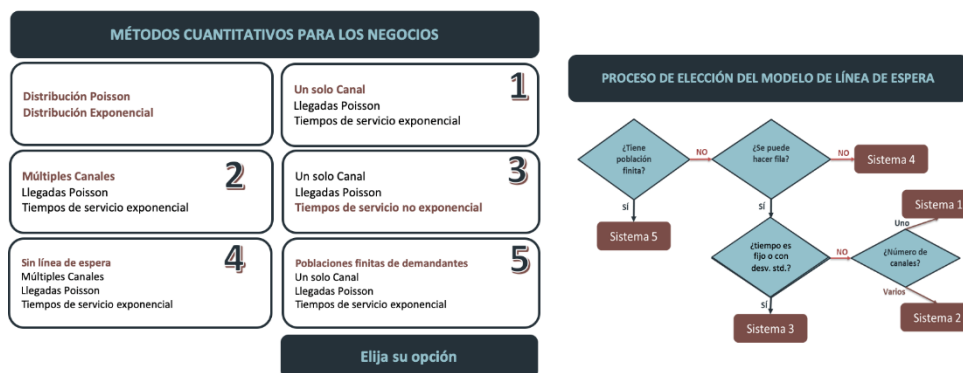 MÉTODOS CUANTITATIVOS PARA LOS NEGOCIOS
Distribución Poisson
Distribución Exponencial
1
Un solo Canal
Llegadas Poisson
Tiempos de servicio exponencial
2
Múltiples Canales
Llegadas Poisson
Tiempos de servicio exponencial
3
Un solo Canal
Llegadas Poisson
Tiempos de servicio no exponencial
4
Sin línea de espera
Múltiples Canales
Llegadas Poisson
Tiempos de servicio exponencial
5
Poblaciones finitas de demandantes
Un solo Canal
Llegadas Poisson
Tiempos de servicio exponencial
Elija su opción
PROCESO DE ELECCIÓN DEL MODELO DE LÍNEA DE ESPERA
¿Tiene
población
finita?
NO
¿Se puede
hacer fila?
NO
Sistema 4
SÍ
Sistema 5
SÍ
¿tiempo es
fijo o con
desv. std.?
NO
¿Número de
canales?
Uno
Sistema 1
Varios
Sistema 2
SÍ
Sistema 3